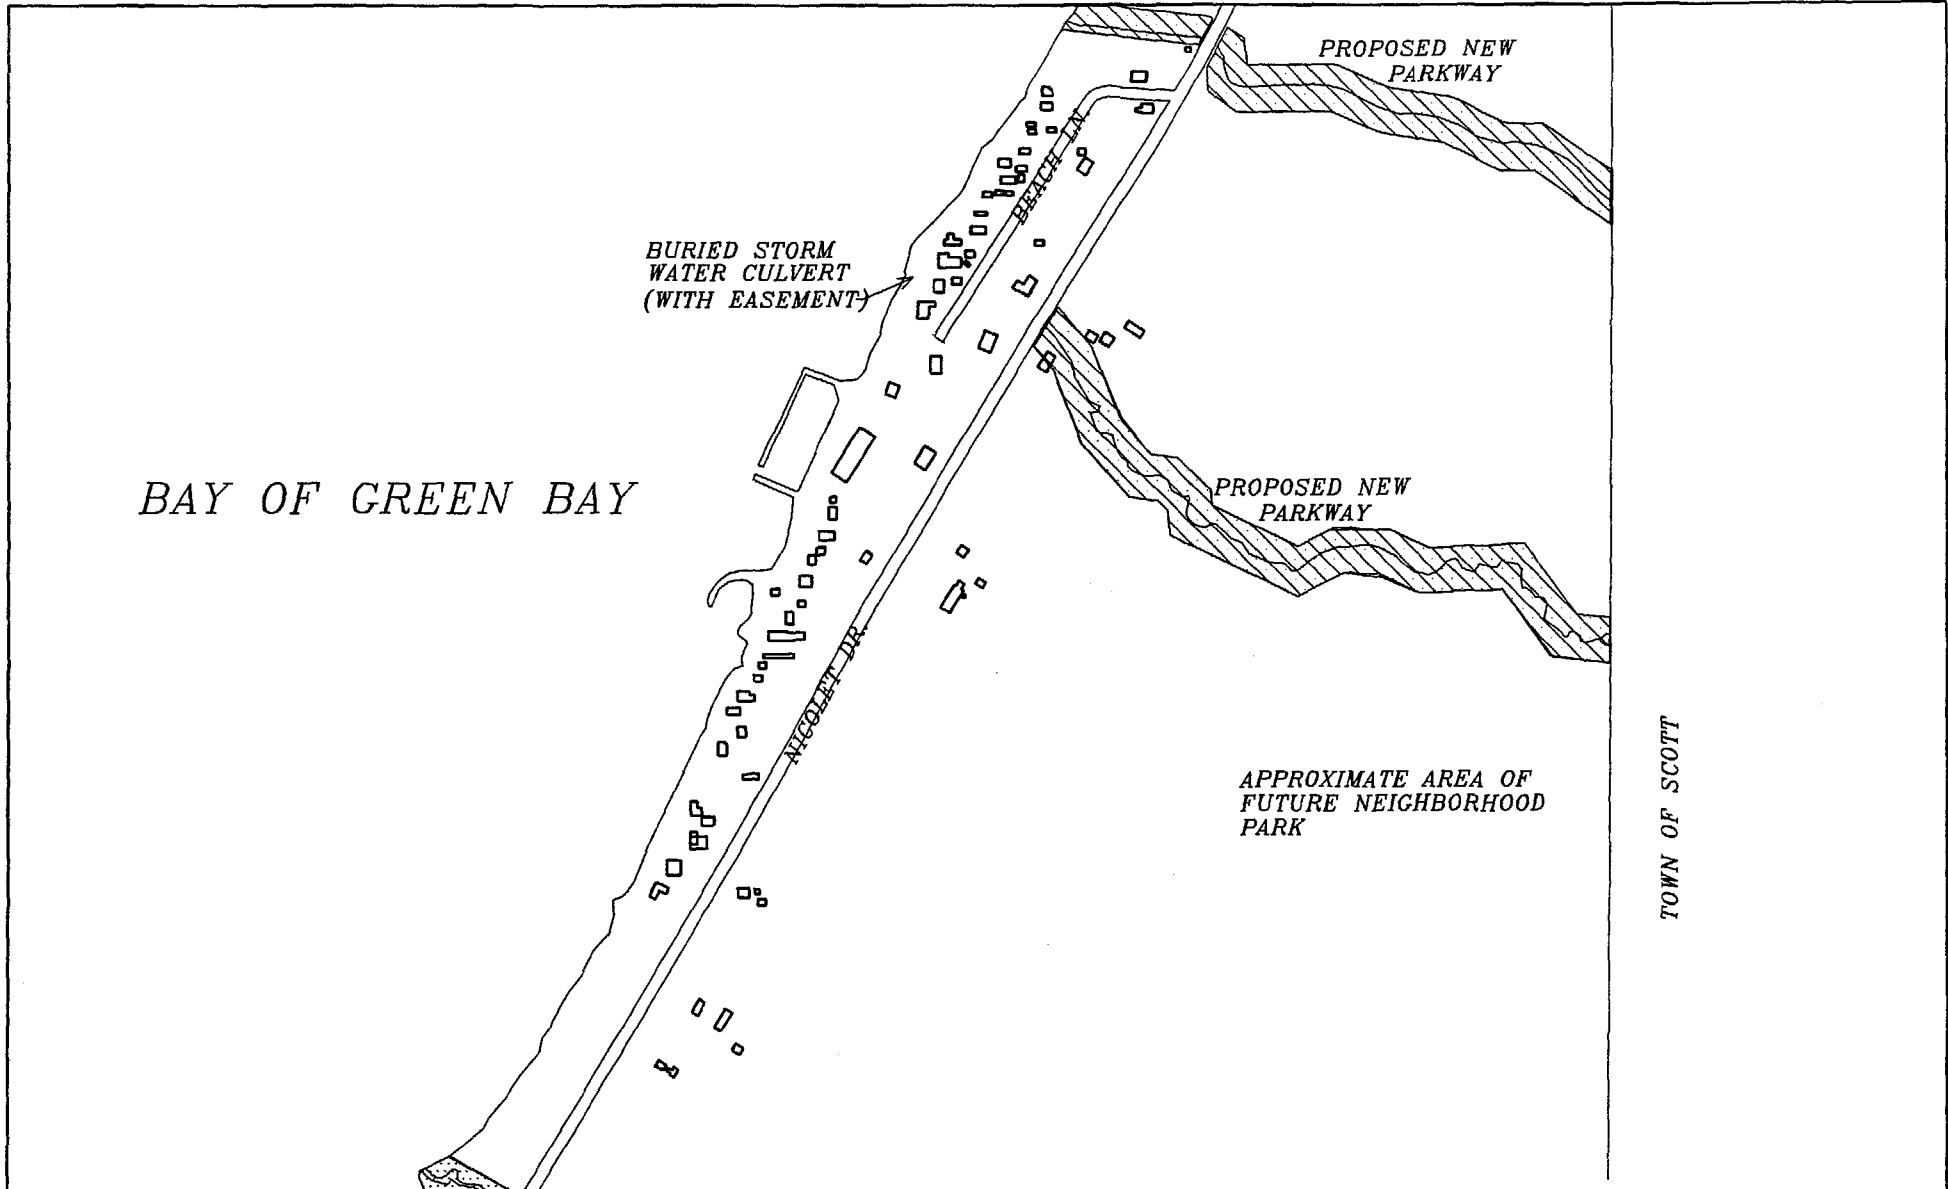 PROPOSED NEW
PARKWAY
BEACH LN.
BURIED STORM
WATER CULVERT
(WITH EASEMENT)
BAY OF GREEN BAY
PROPOSED NEW
PARKWAY
NICOLET DR.
APPROXIMATE AREA OF
FUTURE NEIGHBORHOOD
PARK
TOWN OF SCOTT